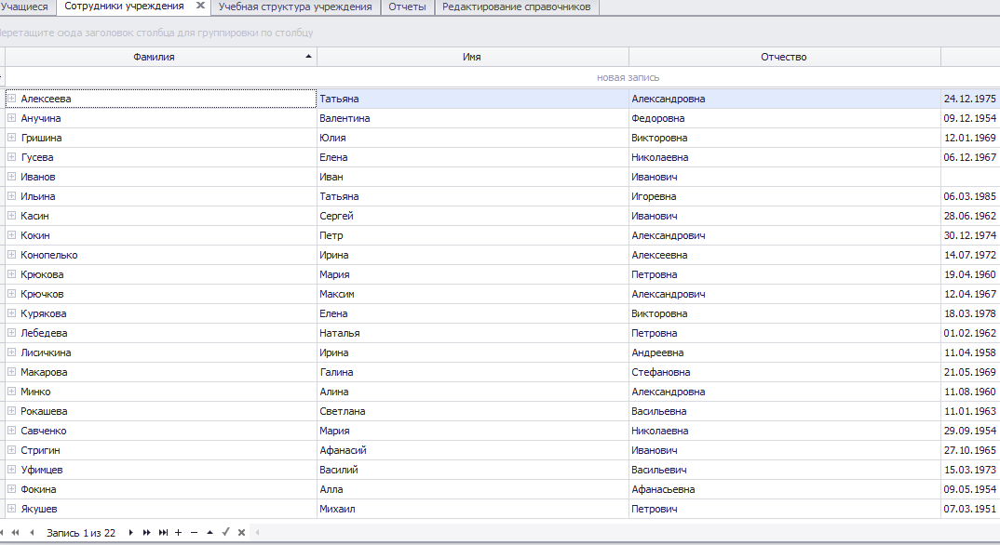 Учащиеся Сотрудники учреждения Учебная структура учреждения Отчеты Редактирование справочников
Перетащите сюда заголовок столбца для группировки по столбцу
Фамилия Имя Отчество
новая запись
Алексеева Татьяна Александровна 24.12.1975
Анучина Валентина Федоровна 09.12.1954
Гришина Юлия Викторовна 12.01.1969
Гусева Елена Николаевна 06.12.1967
Иванов Иван Иванович
Ильина Татьяна Игоревна 06.03.1985
Касин Сергей Иванович 28.06.1962
Кокин Петр Александрович 30.12.1974
Конопелько Ирина Алексеевна 14.07.1972
Крюкова Мария Петровна 19.04.1960
Крючков Максим Александрович 12.04.1967
Курякова Елена Викторовна 18.03.1978
Лебедева Наталья Петровна 01.02.1962
Лисичкина Ирина Андреевна 11.04.1958
Макарова Галина Стефановна 21.05.1969
Минко Алина Александровна 11.08.1960
Рокашева Светлана Васильевна 11.01.1963
Савченко Мария Николаевна 29.09.1954
Стригин Афанасий Иванович 27.10.1965
Уфимцев Василий Васильевич 15.03.1973
Фокина Алла Афанасьевна 09.05.1954
Якушев Михаил Петрович 07.03.1951
Запись 1 из 22